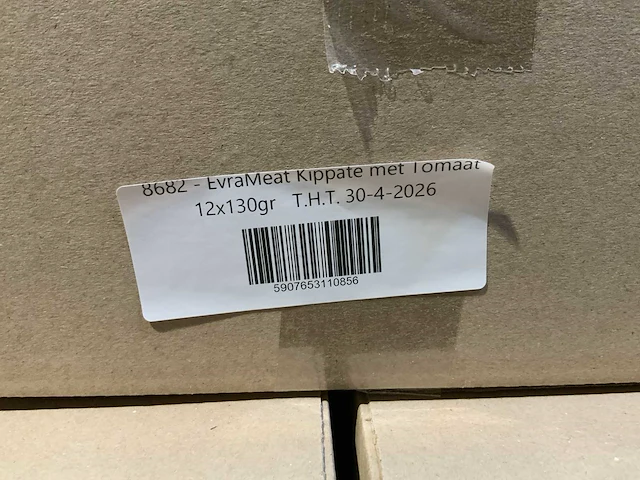 8682 - EvraMeat Kippate met Tomaat
12x130gr T.H.T. 30-4-2026
5907653110856